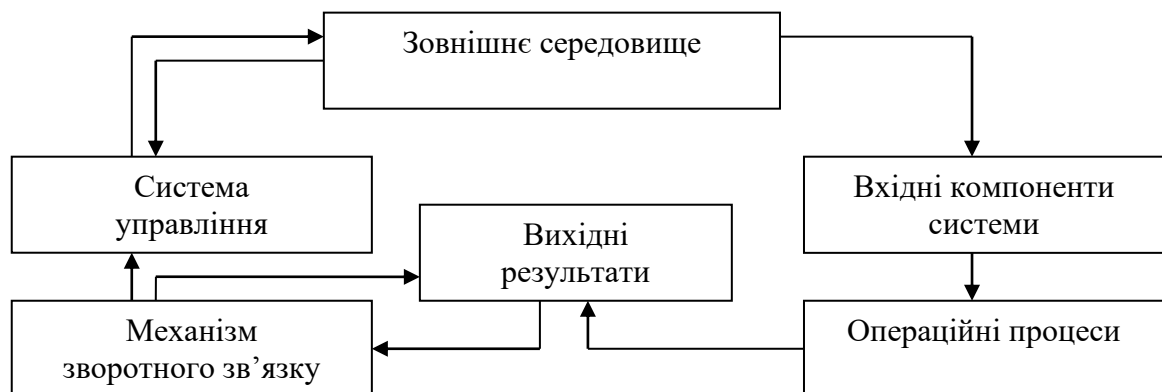 Зовнішнє середовище
Система
управління
Вхідні компоненти
системи
Вихідні
результати
Механізм
зворотного зв’язку
Операційні процеси